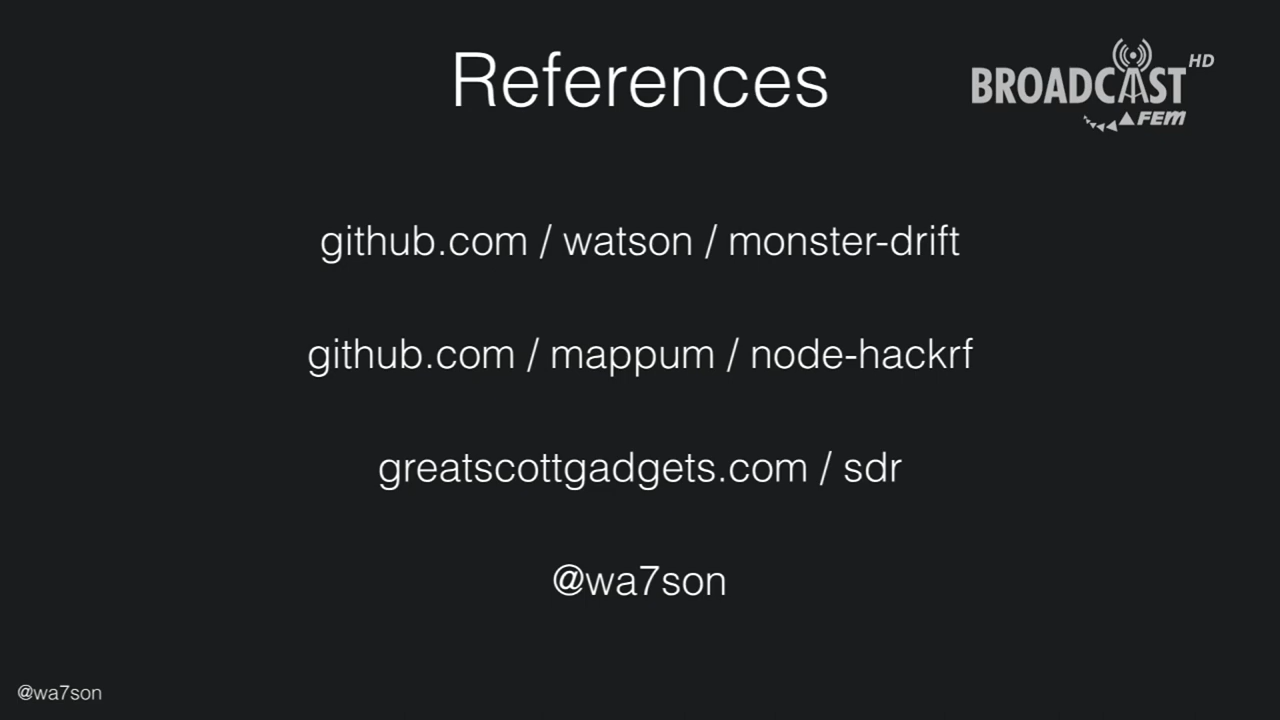 References
BROADCAST HD
FEM
github.com / watson / monster-drift
github.com / mappum / node-hackrf
greatscottgadgets.com / sdr
@wa7son
@wa7son